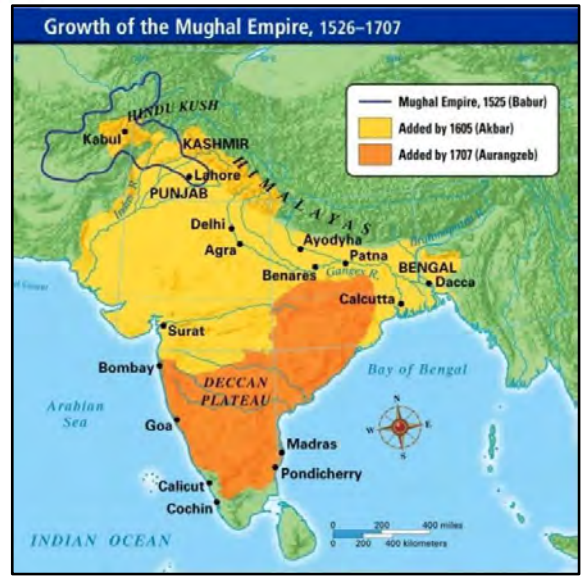 Growth of the Mughal Empire, 1526–1707
Mughal Empire, 1525 (Babur)
Added by 1605 (Akbar)
Added by 1707 (Aurangzeb)
HINDU KUSH
Kabul
KASHMIR
Lahore
PUNJAB
Indus R.
HIMALAYAS
Delhi
Agra
Ayodyha
Brahmaputra R.
Patna
Benares
Ganges R.
BENGAL
Dacca
Calcutta
Surat
Bombay
DECCAN
PLATEAU
Bay of Bengal
Arabian
Sea
Goa
N
W
E
S
Madras
Pondicherry
Calicut
Cochin
INDIAN OCEAN
0 200 400 miles
0 200 400 kilometers